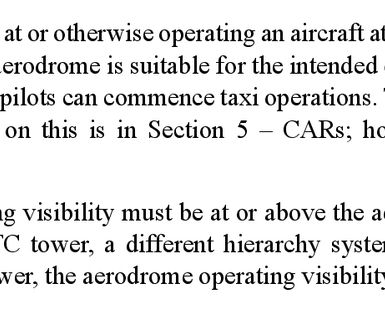 at or otherwise operating an aircraft at
aerodrome is suitable for the intended
pilots can commence taxi operations.
on this is in Section 5 – CARs;
visibility must be at or above the
tower, a different hierarchy
the aerodrome operating visibility